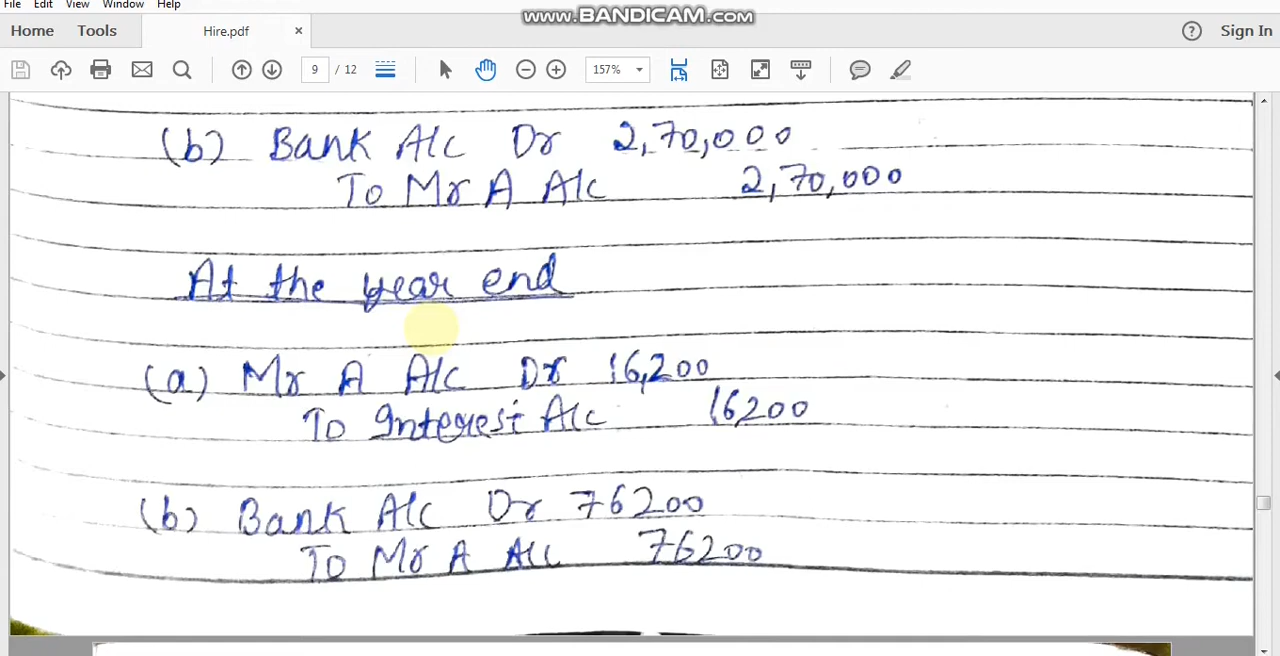 File Edit View Window Help
www.BANDICAM.com
Home Tools Hire.pdf × ? Sign In
9 / 12 157%
(b) Bank A/c Dr 2,70,000
To Mr A A/c 2,70,000
At the year end
(a) Mr A A/c Dr 16,200
To Interest A/c 16200
(b) Bank A/c Dr 76200
To Mr A A/c 76200